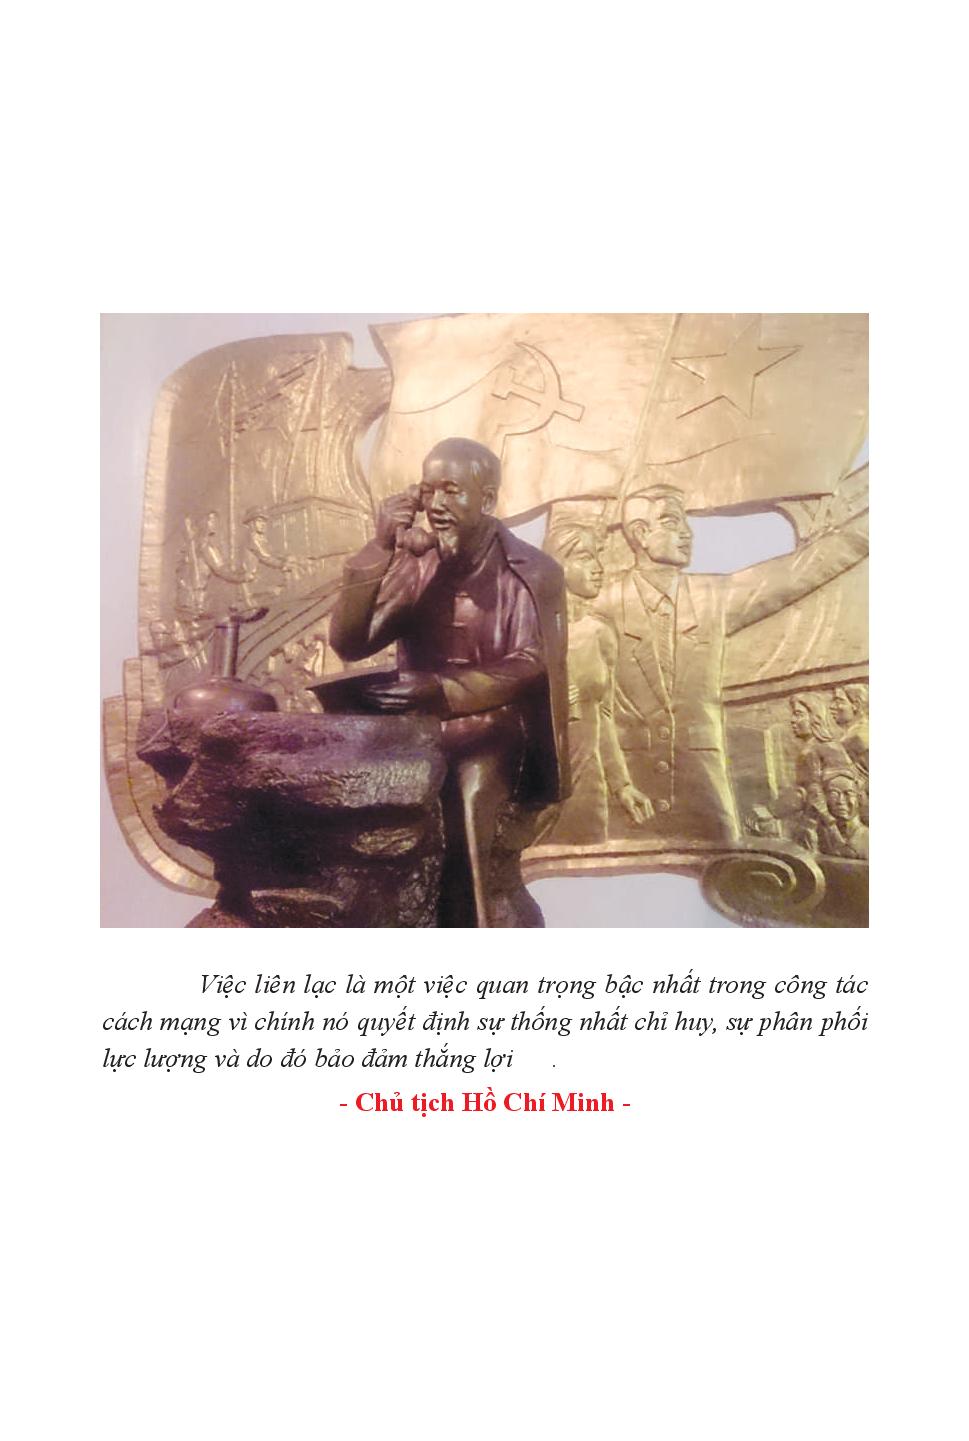 Việc liên lạc là một việc quan trọng bậc nhất trong công tác
cách mạng vì chính nó quyết định sự thống nhất chỉ huy, sự phân phối
lực lượng và do đó bảo đảm thắng lợi .
- Chủ tịch Hồ Chí Minh -